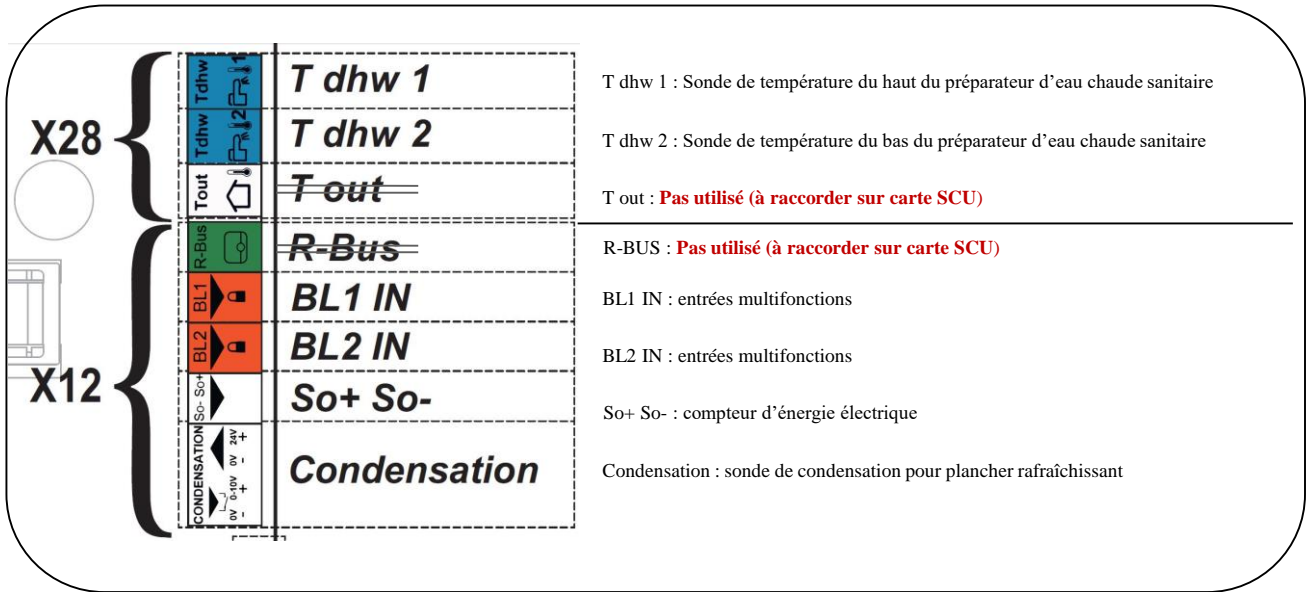 X28
Tdhw 1
T dhw 1
T dhw 1 : Sonde de température du haut du préparateur d'eau chaude sanitaire
Tdhw 2
T dhw 2
T dhw 2 : Sonde de température du bas du préparateur d'eau chaude sanitaire
Tout
T out
T out : Pas utilisé (à raccorder sur carte SCU)
X12
R-Bus
R-Bus
R-BUS : Pas utilisé (à raccorder sur carte SCU)
BL1
BL1 IN
BL1 IN : entrées multifonctions
BL2
BL2 IN
BL2 IN : entrées multifonctions
So- So+
So+ So-
So+ So- : compteur d'énergie électrique
CONDENSATION
0V 0-10V 0V 24V
- + - +
Condensation
Condensation : sonde de condensation pour plancher rafraîchissant